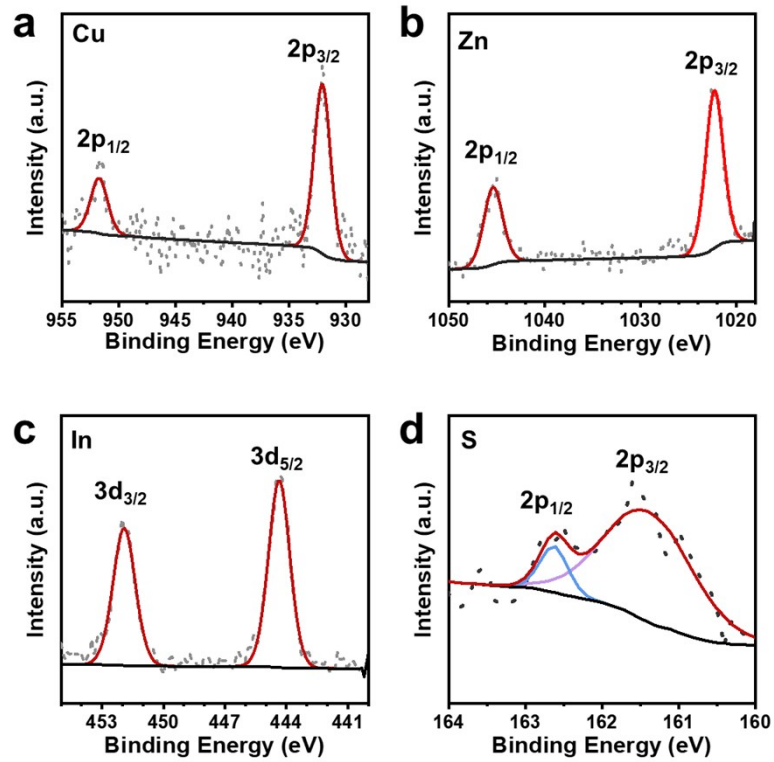 a
Cu
2p3/2
2p1/2
Intensity (a.u.)
955 950 945 940 935 930
Binding Energy (eV)
b
Zn
2p3/2
2p1/2
Intensity (a.u.)
1050 1040 1030 1020
Binding Energy (eV)
c
In
3d5/2
3d3/2
Intensity (a.u.)
453 450 447 444 441
Binding Energy (eV)
d
S
2p3/2
2p1/2
Intensity (a.u.)
164 163 162 161 160
Binding Energy (eV)